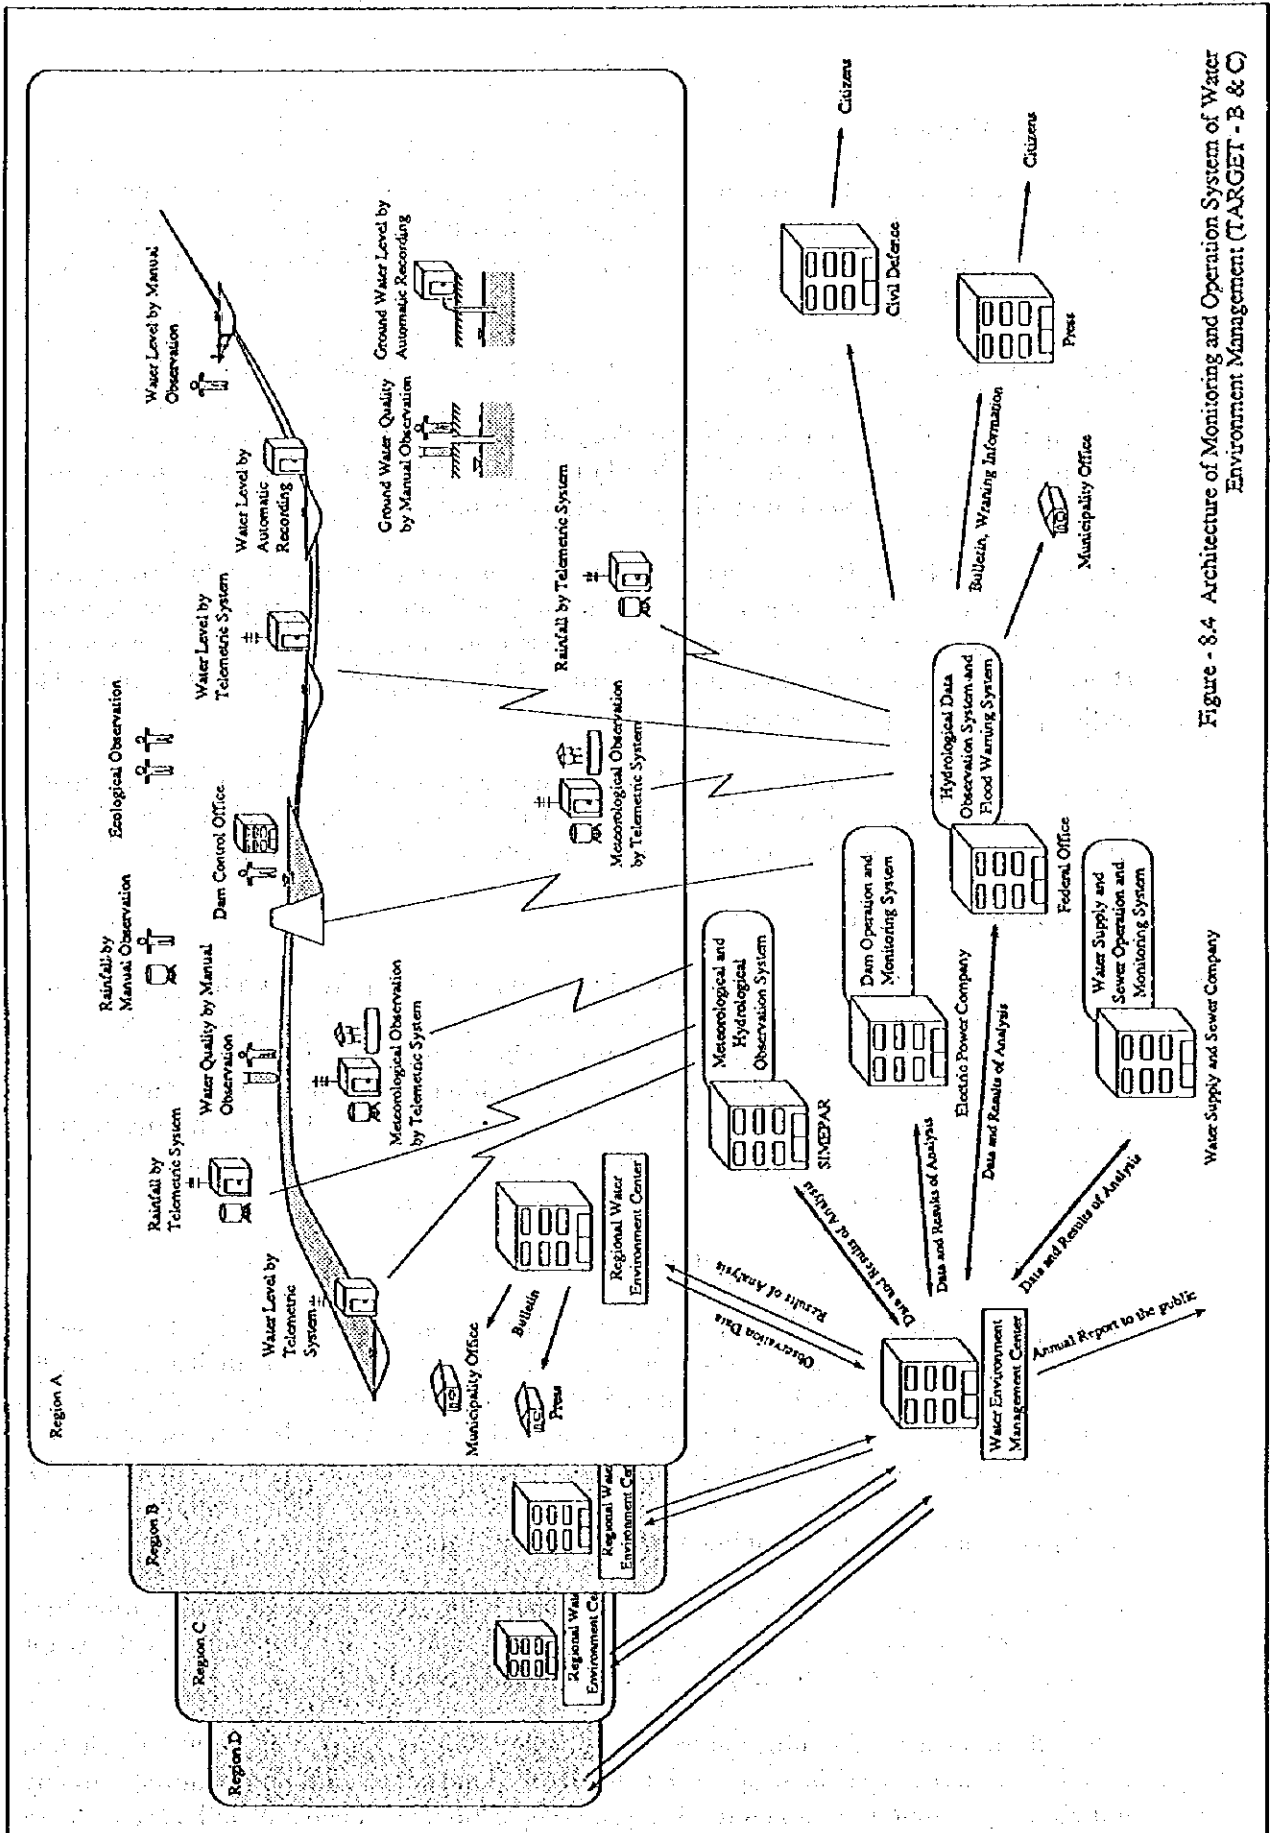 Region A
Region B
Region C
Region D
Water Level by Manual
Observation
Water Level by
Automatic
Recording
Water Level by
Telemetric System
Ecological Observation
Dam Control Office
Rainfall by
Manual Observation
Water Quality by Manual
Observation
Rainfall by
Telemetric System
Water Level by
Telemetric
System
Ground Water Level by
Automatic Recording
Ground Water Quality
by Manual Observation
Rainfall by Telemetric System
Meteorological Observation
by Telemetric System
Meteorological Observation
by Telemetric System
Municipality Office
Bulletin
Press
Regional Water
Environment Center
Regional Water
Environment Cen
Regional Wat
Environment Ce
Meteorological and
Hydrological
Observation System
SIMEPAR
Dam Operation and
Monitoring System
Electric Power Company
Hydrological Data
Observation System and
Flood Warning System
Federal Office
Water Supply and
Sewer Operation and
Monitoring System
Water Supply and Sewer Company
Civil Defence
Citizens
Press
Citizens
Bulletin, Wraning Information
Municipality Office
Results of Analysis
Observation Data
Data and Results of Analysis
Data and Results of Analysis
Data and Results of Analysis
Data and Results of Analysis
Water Environment
Management Center
Annual Report to the public
Figure - 8.4 Architecture of Monitoring and Operation System of Water
Environment Management (TARGET - B & C)